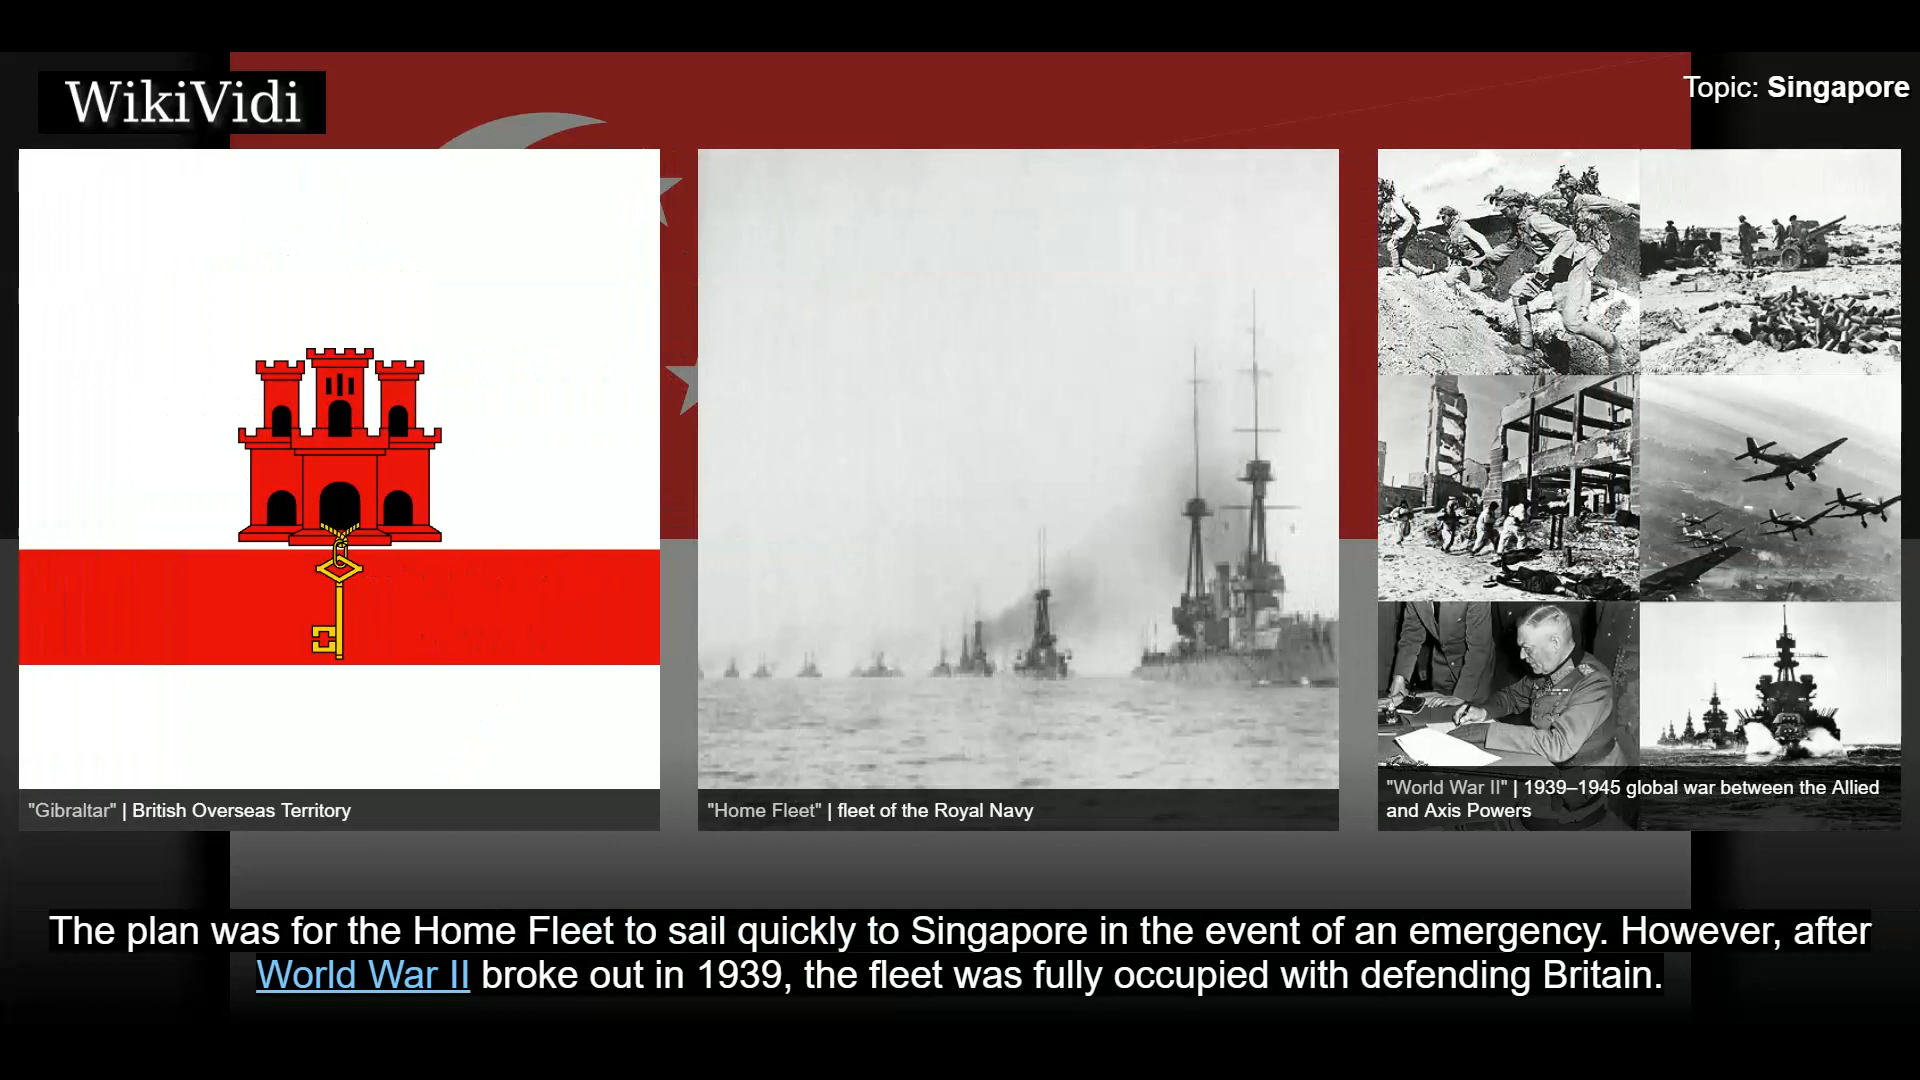 WikiVidi
Topic: Singapore
"Gibraltar" | British Overseas Territory
"Home Fleet" | fleet of the Royal Navy
"World War II" | 1939–1945 global war between the Allied
and Axis Powers
The plan was for the Home Fleet to sail quickly to Singapore in the event of an emergency. However, after
World War II broke out in 1939, the fleet was fully occupied with defending Britain.